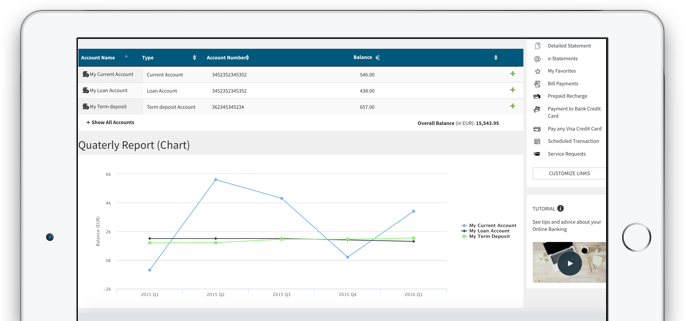 Account Name Type Account Number Balance €
My Current Account Current Account 3452352345352 546.00 +
My Loan Account Loan Account 3452352345352 438.00 +
My Term deposit Term deposit Account 362345345234 657.00 +
+ Show All Accounts Overall Balance (in EUR): 15,543.95
Quaterly Report (Chart)
6k
4k
2k
0k
-2k
Balance (EUR)
2015 Q1 2015 Q2 2015 Q3 2015 Q4 2016 Q1
My Current Account
My Loan Account
My Term Deposit
Detailed Statement
e-Statements
My Favorites
Bill Payments
Prepaid Recharge
Payment to Bank Credit
Card
Pay any Visa Credit Card
Scheduled Transaction
Service Requests
CUSTOMIZE LINKS
TUTORIAL
See tips and advice about your
Online Banking